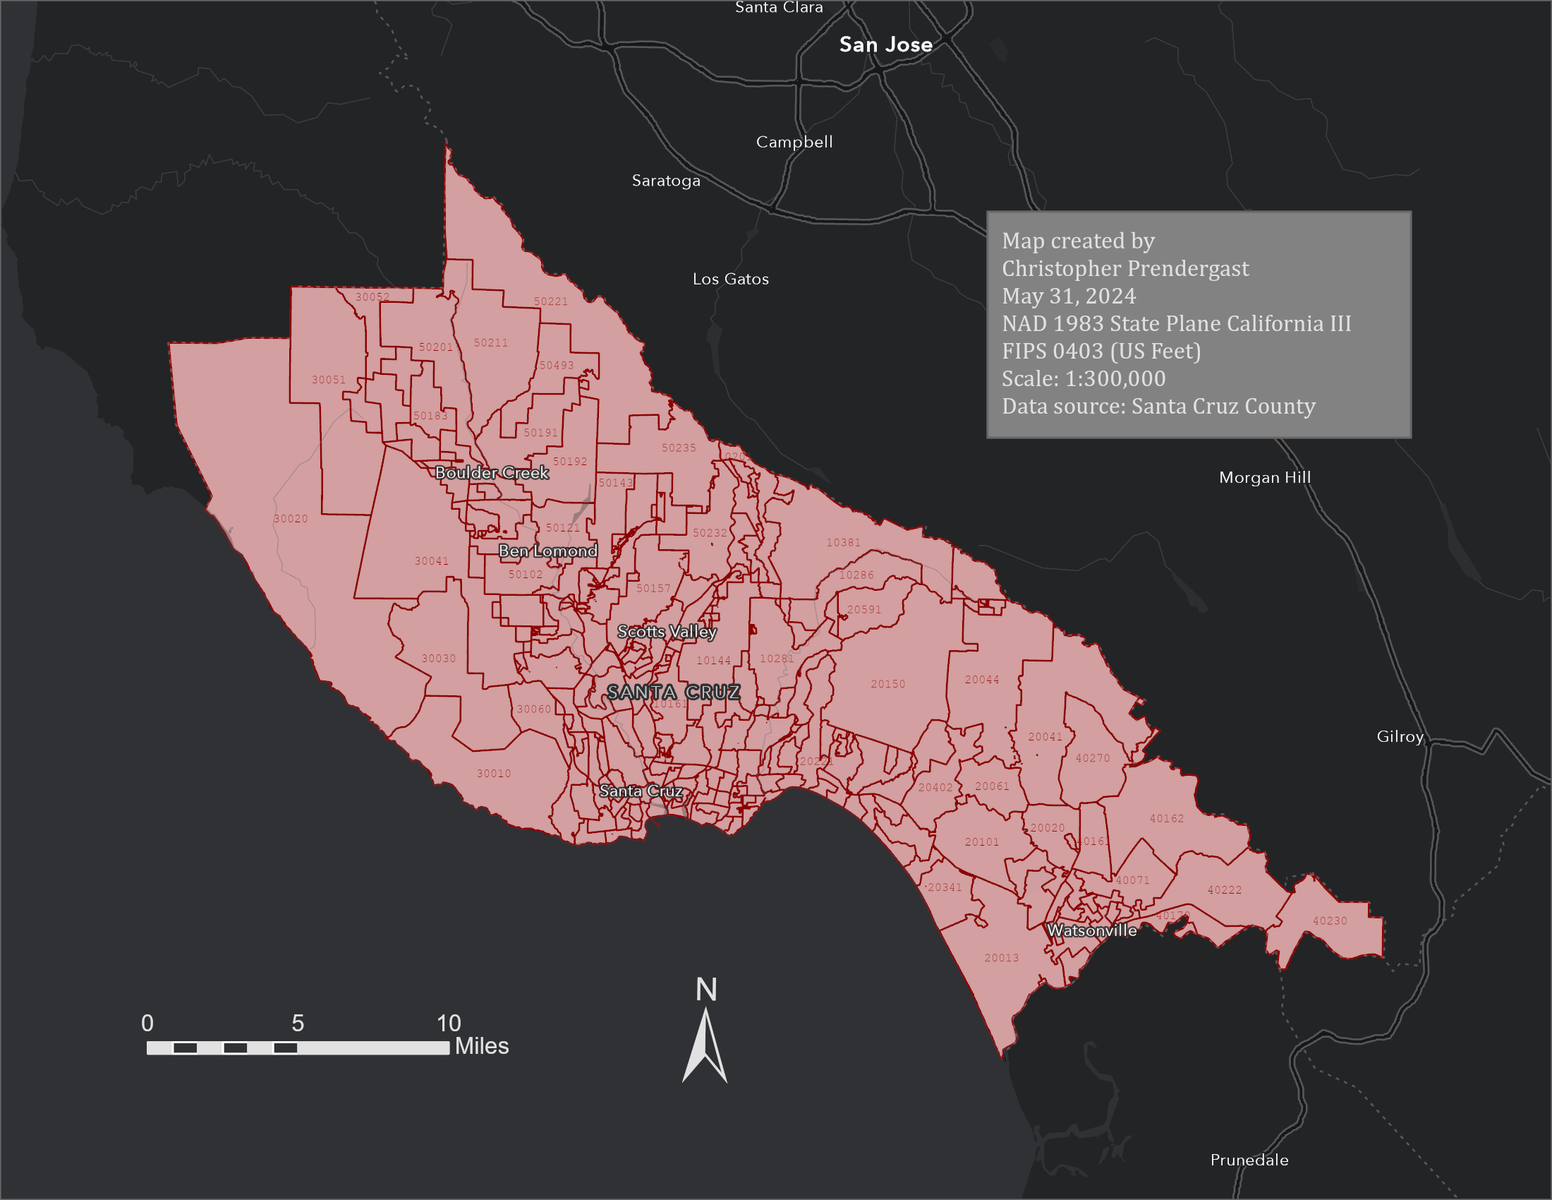 Santa Clara
San Jose
Campbell
Saratoga
Los Gatos
Map created by
Christopher Prendergast
May 31, 2024
NAD 1983 State Plane California III
FIPS 0403 (US Feet)
Scale: 1:300,000
Data source: Santa Cruz County
30052
50221
50201
50211
50493
30051
50183
50191
50235
50192
Boulder Creek
50143
Morgan Hill
30020
50121
50232
10381
Ben Lomond
30041
50102
50157
10286
20591
Scotts Valley
30030
10144
10281
20150
20044
SANTA CRUZ
10161
30060
20041
Gilroy
40270
30010
20221
20402
20061
Santa Cruz
40162
20020
20101
40161
40071
20341
40222
40230
Watsonville
20013
N
0 5 10
Miles
Prunedale